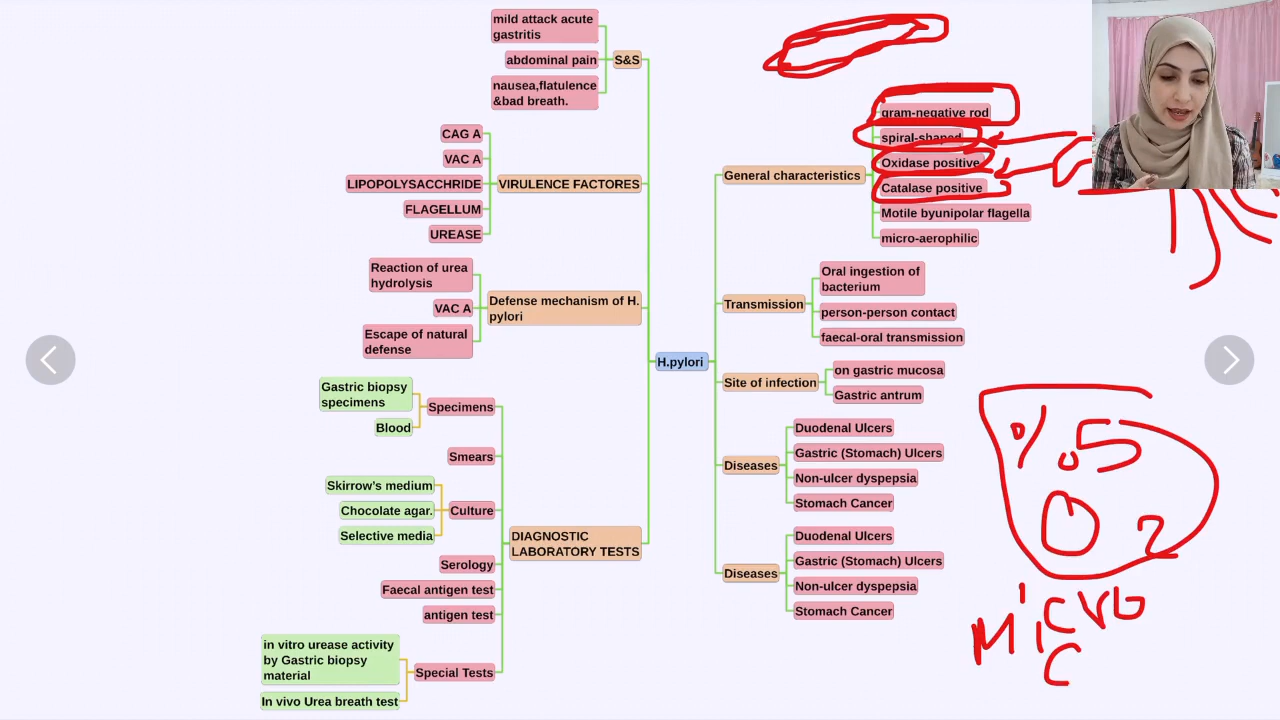 mild attack acute
gastritis
abdominal pain
nausea,flatulence
&bad breath.
S&S
CAG A
VAC A
LIPOPOLYSACCHRIDE
FLAGELLUM
UREASE
VIRULENCE FACTORES
Reaction of urea
hydrolysis
VAC A
Escape of natural
defense
Defense mechanism of H.
pylori
Gastric biopsy
specimens
Blood
Specimens
Smears
Skirrow's medium
Chocolate agar.
Selective media
Culture
Serology
Faecal antigen test
antigen test
in vitro urease activity
by Gastric biopsy
material
In vivo Urea breath test
Special Tests
DIAGNOSTIC
LABORATORY TESTS
H.pylori
General characteristics
gram-negative rod
spiral-shaped
Oxidase positive
Catalase positive
Motile byunipolar flagella
micro-aerophilic
Transmission
Oral ingestion of
bacterium
person-person contact
faecal-oral transmission
Site of infection
on gastric mucosa
Gastric antrum
Diseases
Duodenal Ulcers
Gastric (Stomach) Ulcers
Non-ulcer dyspepsia
Stomach Cancer
Diseases
Duodenal Ulcers
Gastric (Stomach) Ulcers
Non-ulcer dyspepsia
Stomach Cancer
% 5
O2
Micro